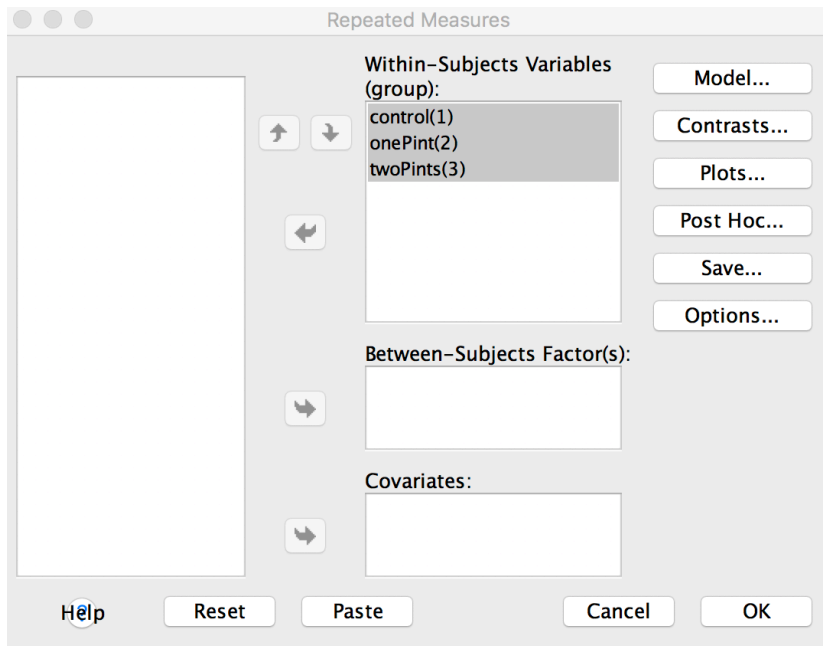 Repeated Measures
Within-Subjects Variables
(group):
control(1)
onePint(2)
twoPints(3)
Model...
Contrasts...
Plots...
Post Hoc...
Save...
Options...
Between-Subjects Factor(s):
Covariates:
Help
Reset
Paste
Cancel
OK